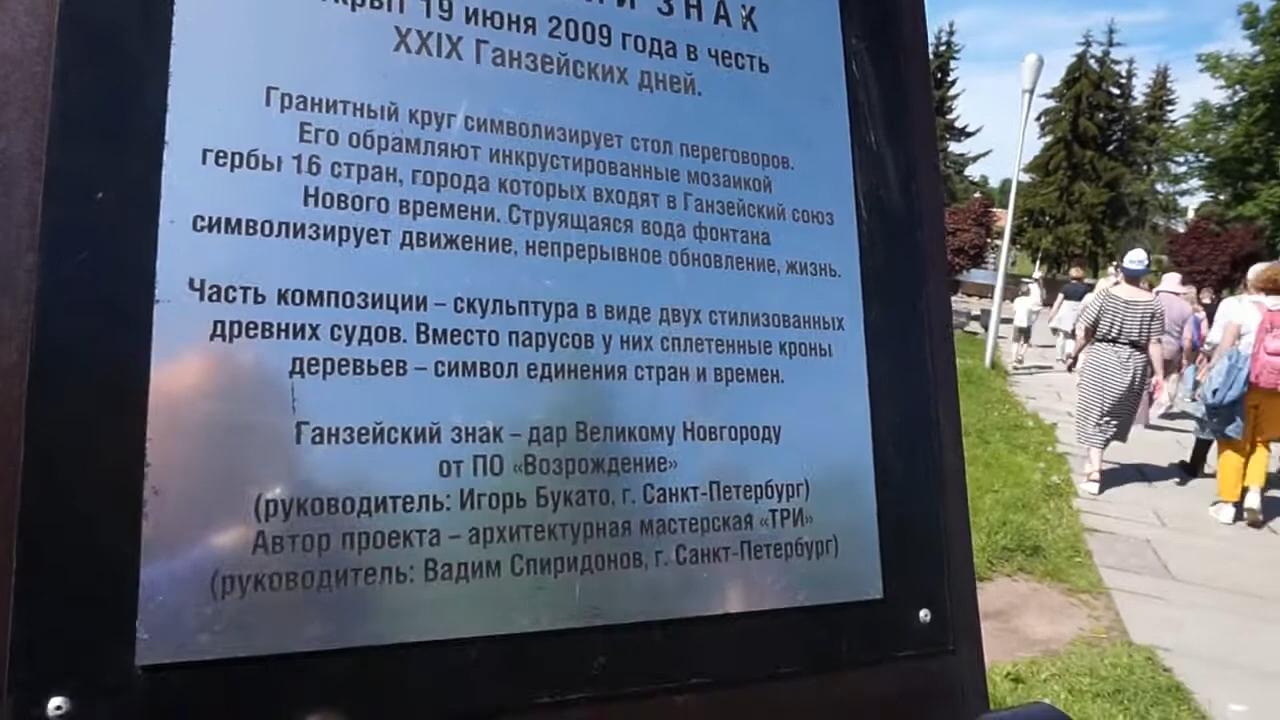 ЗНАК
19 июня 2009 года в честь
XXIX Ганзейских дней.
Гранитный круг символизирует стол переговоров.
Его обрамляют инкрустированные мозаикой
гербы 16 стран, города которых входят в Ганзейский союз
Нового времени. Струящаяся вода фонтана
символизирует движение, непрерывное обновление, жизнь.
Часть композиции – скульптура в виде двух стилизованных
древних судов. Вместо парусов у них сплетенные кроны
деревьев – символ единения стран и времен.
Ганзейский знак – дар Великому Новгороду
от ПО «Возрождение»
(руководитель: Игорь Букато, г. Санкт-Петербург)
Автор проекта – архитектурная мастерская «ТРИ»
(руководитель: Вадим Спиридонов, г. Санкт-Петербург)